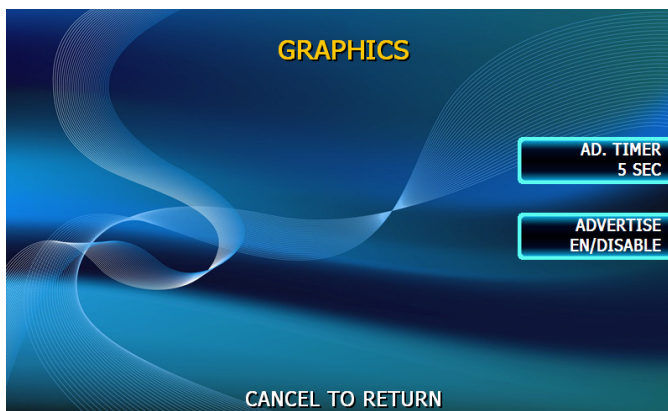 GRAPHICS
AD. TIMER
5 SEC
ADVERTISE
EN/DISABLE
CANCEL TO RETURN